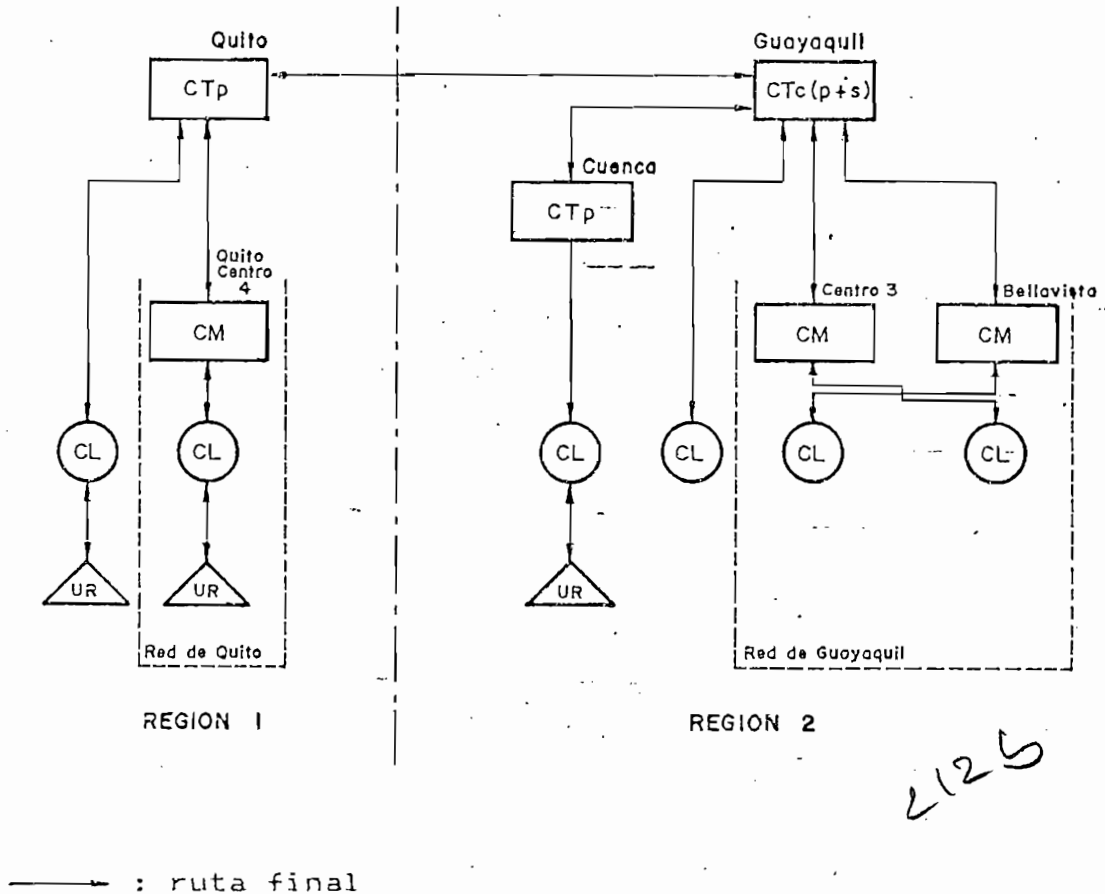 Quito
Guayaquil
CTp
CTc(p+s)
Cuenca
CTp
Quito
Centro
4
Centro 3
Bellavista
CM
CM
CM
CL
CL
CL
CL
CL
CL
UR
UR
UR
Red de Quito
Red de Guayaquil
REGION 1
REGION 2
: ruta final